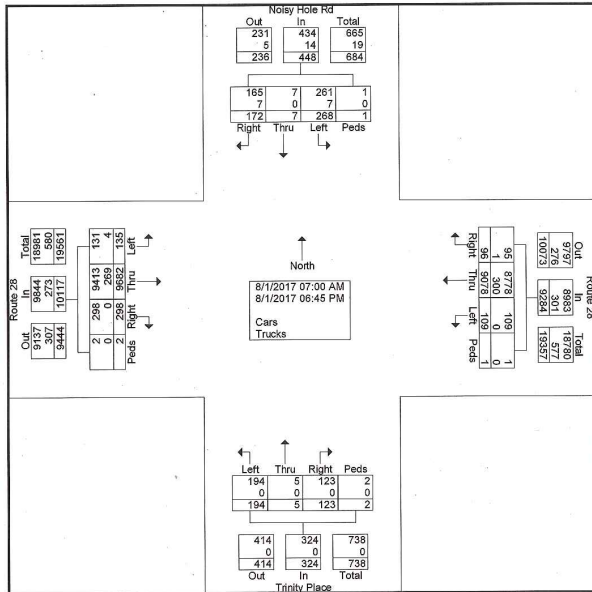 Noisy Hole Rd
Out In Total
231 434 665
5 14 19
236 448 684
165 7 261 1
7 0 7 0
172 7 268 1
Right Thru Left Peds
Route 28
Total In Out
18981 9844 9137
580 273 307
19561 10117 9444
131 9413 298 2
4 269 0 0
135 9682 298 2
Left Thru Right Peds
North
8/1/2017 07:00 AM
8/1/2017 06:45 PM
Cars
Trucks
Right Thru Left Peds
96 9078 109 1
1 300 0 0
95 8778 109 1
Out In Total
9797 8983 18780
276 301 577
10073 9284 19357
Route 28
Left Thru Right Peds
194 5 123 2
0 0 0 0
194 5 123 2
414 324 738
0 0 0
414 324 738
Out In Total
Trinity Place